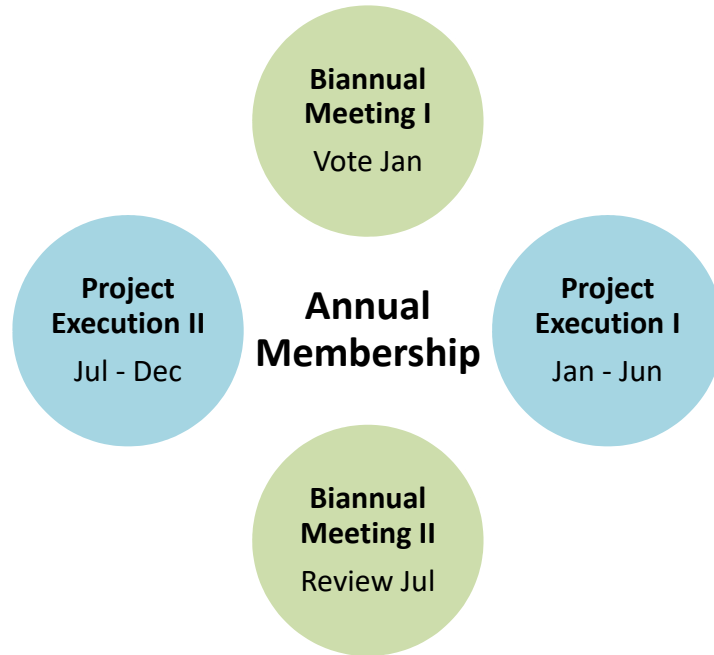 Biannual
Meeting I
Vote Jan
Project
Execution II
Jul - Dec
Annual
Membership
Project
Execution I
Jan - Jun
Biannual
Meeting II
Review Jul